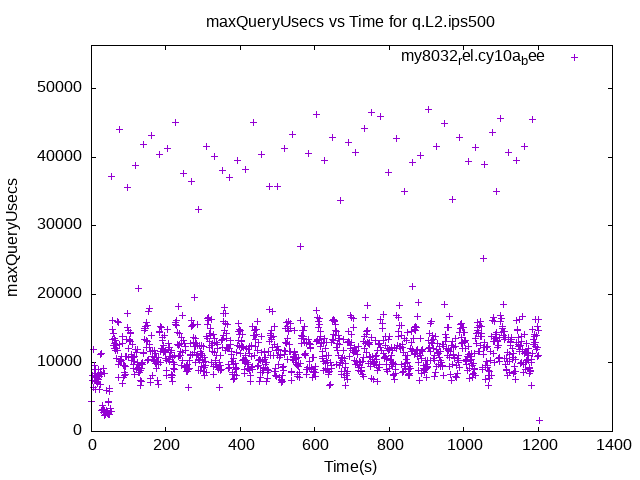 maxQueryUsecs vs Time for q.L2.ips500
my8032rel.cy10abee
50000
40000
30000
20000
10000
0
maxQueryUsecs
0 200 400 600 800 1000 1200 1400
Time(s)